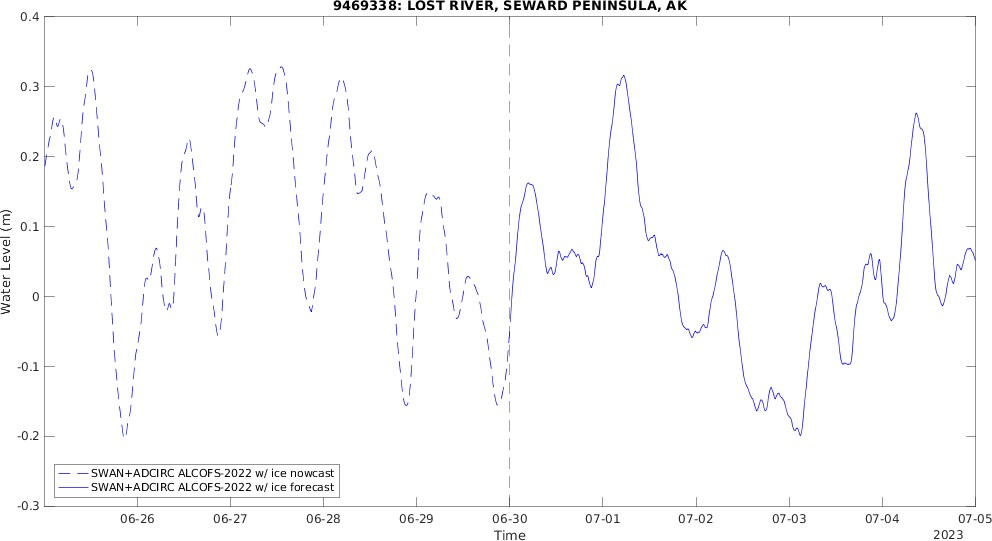 9469338: LOST RIVER, SEWARD PENINSULA, AK
0.4
0.3
0.2
0.1
0
-0.1
-0.2
-0.3
Water Level (m)
SWAN+ADCIRC ALCOFS-2022 w/ ice nowcast
SWAN+ADCIRC ALCOFS-2022 w/ ice forecast
06-26 06-27 06-28 06-29 06-30 07-01 07-02 07-03 07-04 07-05
Time
2023